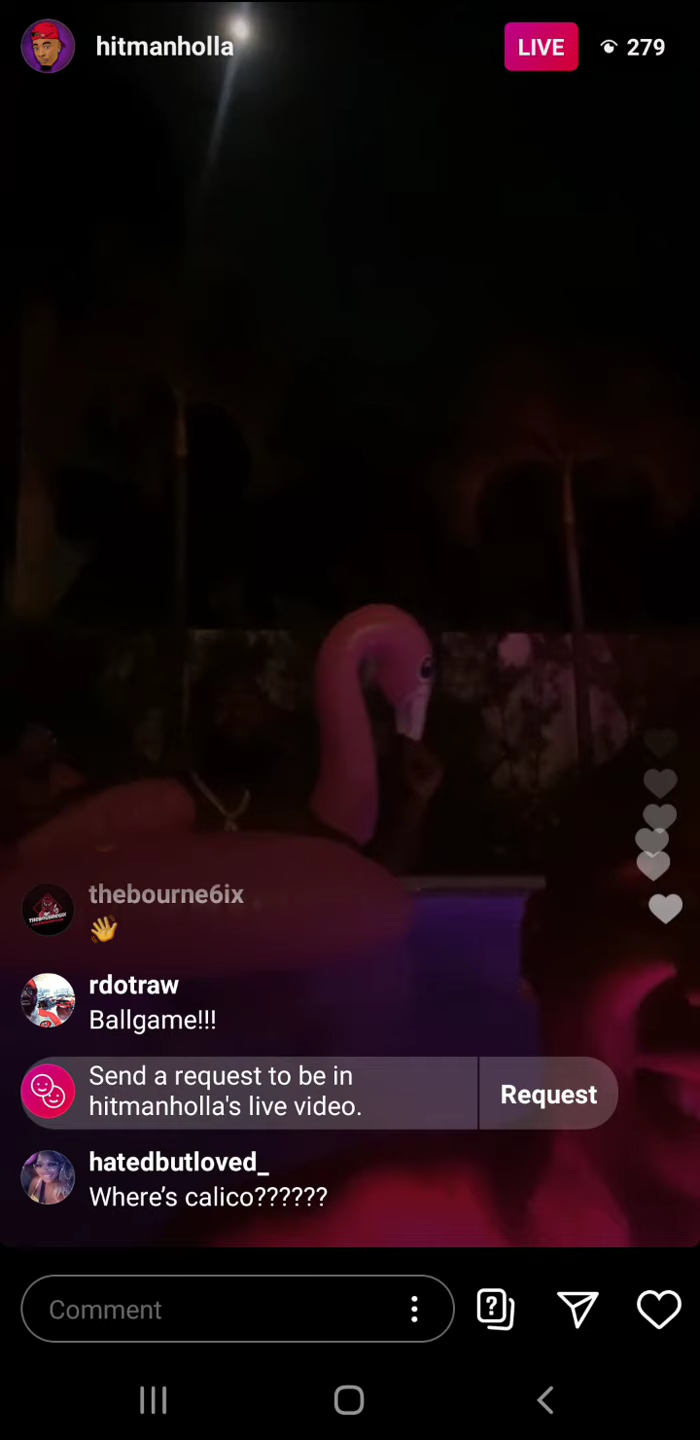 hitmanholla
LIVE
279
thebourne6ix
👋
rdotraw
Ballgame!!!
Send a request to be in
hitmanholla's live video.
Request
hatedbutloved_
Where’s calico??????
Comment